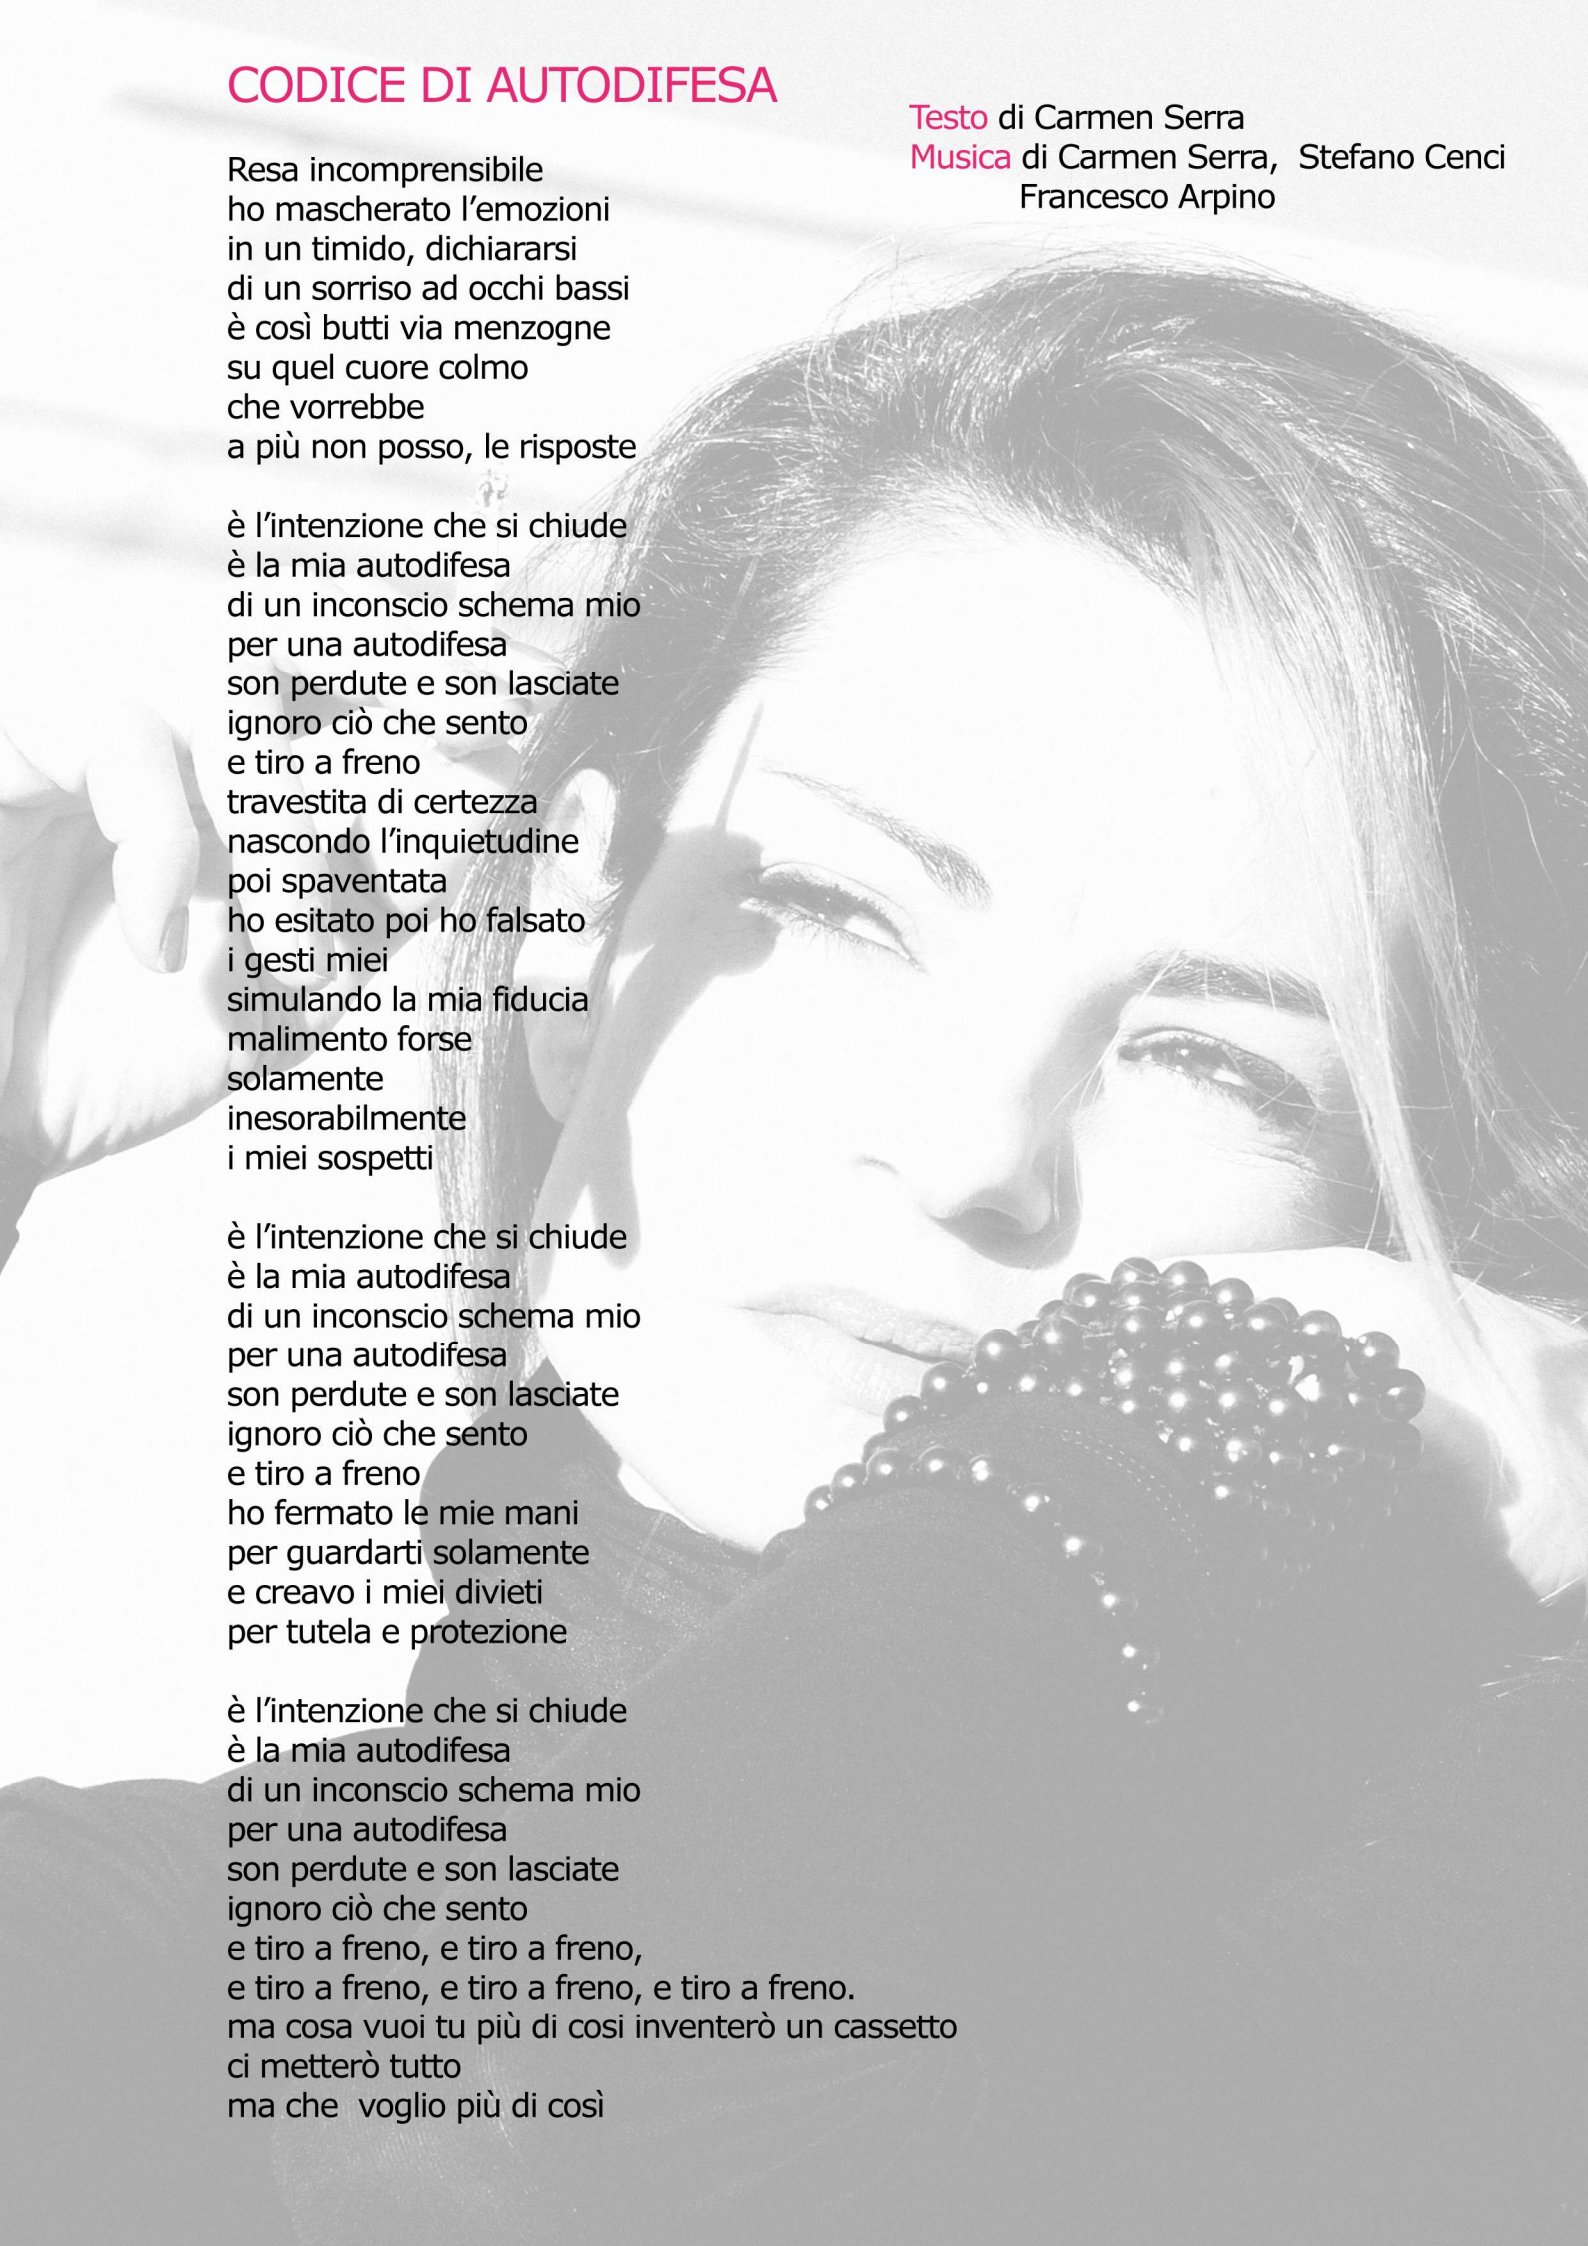 CODICE DI AUTODIFESA
Testo di Carmen Serra
Musica di Carmen Serra, Stefano Cenci
Francesco Arpino
Resa incomprensibile
ho mascherato l’emozioni
in un timido, dichiararsi
di un sorriso ad occhi bassi
è così butti via menzogne
su quel cuore colmo
che vorrebbe
a più non posso, le risposte
è l’intenzione che si chiude
è la mia autodifesa
di un inconscio schema mio
per una autodifesa
son perdute e son lasciate
ignoro ciò che sento
e tiro a freno
travestita di certezza
nascondo l’inquietudine
poi spaventata
ho esitato poi ho falsato
i gesti miei
simulando la mia fiducia
malimento forse
solamente
inesorabilmente
i miei sospetti
è l’intenzione che si chiude
è la mia autodifesa
di un inconscio schema mio
per una autodifesa
son perdute e son lasciate
ignoro ciò che sento
e tiro a freno
ho fermato le mie mani
per guardarti solamente
e creavo i miei divieti
per tutela e protezione
è l’intenzione che si chiude
è la mia autodifesa
di un inconscio schema mio
per una autodifesa
son perdute e son lasciate
ignoro ciò che sento
e tiro a freno, e tiro a freno,
e tiro a freno, e tiro a freno, e tiro a freno.
ma cosa vuoi tu più di cosi inventerò un cassetto
ci metterò tutto
ma che voglio più di così